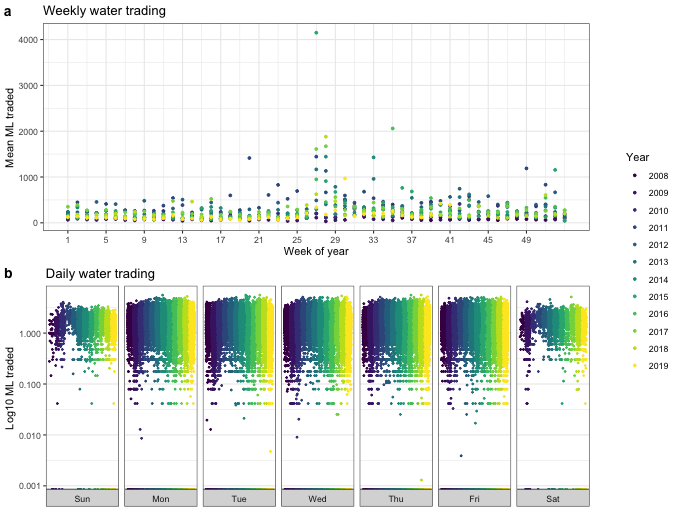 a
Weekly water trading
4000
3000
2000
1000
0
Mean ML traded
1 5 9 13 17 21 25 29 33 37 41 45 49
Week of year
b
Daily water trading
1.000
0.100
0.010
0.001
Log10 ML traded
Sun Mon Tue Wed Thu Fri Sat
Year
2008
2009
2010
2011
2012
2013
2014
2015
2016
2017
2018
2019